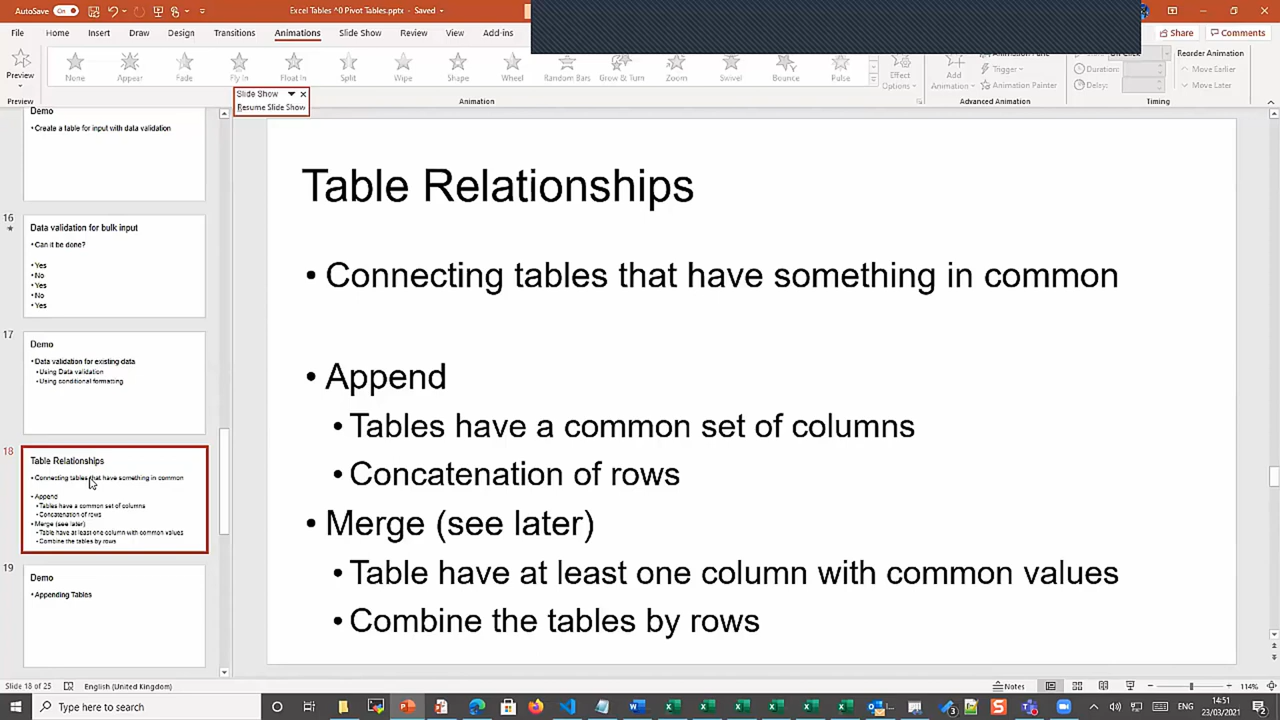 AutoSave On
Excel Tables ^0 Pivot Tables.pptx - Saved
File Home Insert Draw Design Transitions Animations Slide Show Review View Add-ins
Share Comments
Preview None Appear Fade Fly In Float In Split Wipe Shape Wheel Random Bars Grow & Turn Zoom Swivel Bounce Pulse
Effect Options
Add Animation
Trigger
Animation Painter
Duration:
Delay:
Reorder Animation
Move Earlier
Move Later
Preview Animation Advanced Animation Timing
Slide Show
Resume Slide Show
Demo
•Create a table for input with data validation
16
Data validation for bulk input
•Can it be done?
•Yes
•No
•Yes
•No
•Yes
17
Demo
•Data validation for existing data
•Using Data validation
•Using conditional formatting
18
Table Relationships
•Connecting tables that have something in common
•Append
•Tables have a common set of columns
•Concatenation of rows
•Merge (see later)
•Table have at least one column with common values
•Combine the tables by rows
19
Demo
•Appending Tables
Table Relationships
• Connecting tables that have something in common
• Append
• Tables have a common set of columns
• Concatenation of rows
• Merge (see later)
• Table have at least one column with common values
• Combine the tables by rows
Slide 18 of 25 English (United Kingdom) Notes 114%
Type here to search
ENG
14:51
23/03/2021